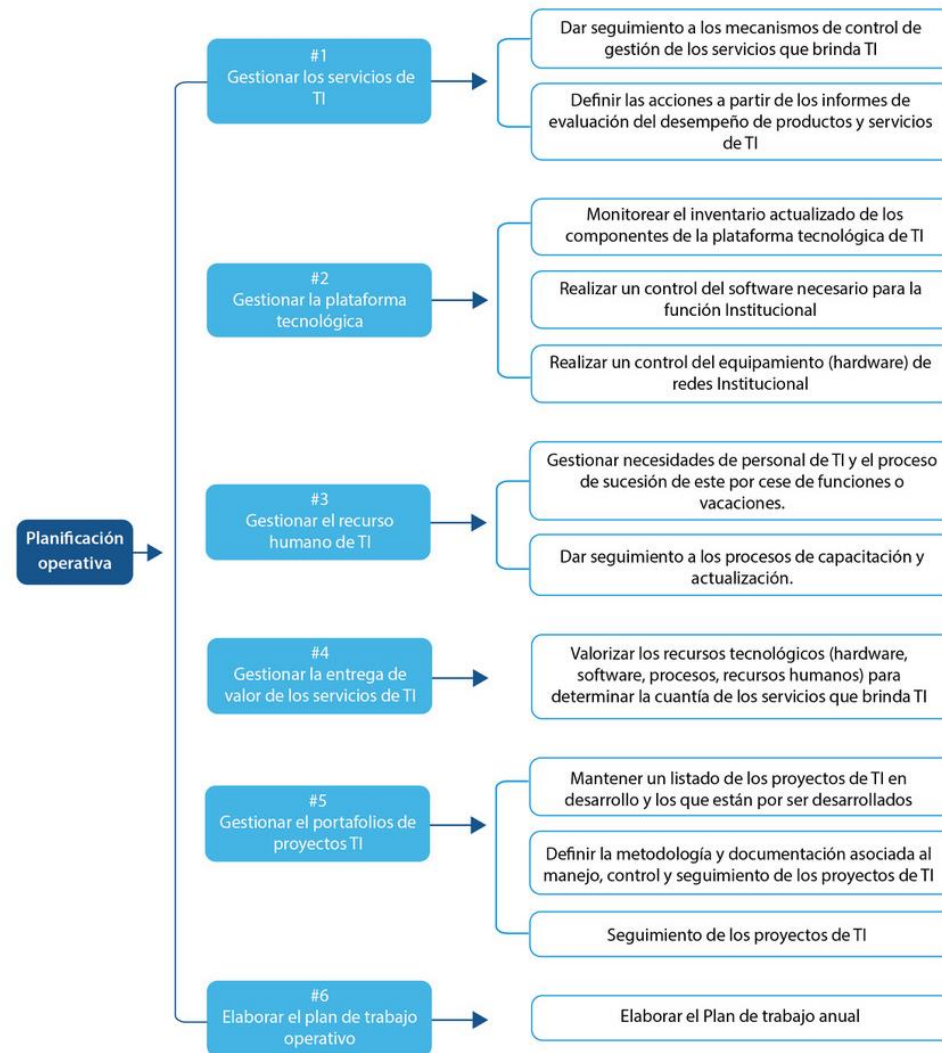 Planificación
operativa
#1
Gestionar los servicios de
TI
Dar seguimiento a los mecanismos de control de
gestión de los servicios que brinda TI
Definir las acciones a partir de los informes de
evaluación del desempeño de productos y servicios
de TI
#2
Gestionar la plataforma
tecnológica
Monitorear el inventario actualizado de los
componentes de la plataforma tecnológica de TI
Realizar un control del software necesario para la
función Institucional
Realizar un control del equipamiento (hardware) de
redes Institucional
#3
Gestionar el recurso
humano de TI
Gestionar necesidades de personal de TI y el proceso
de sucesión de este por cese de funciones o
vacaciones.
Dar seguimiento a los procesos de capacitación y
actualización.
#4
Gestionar la entrega de
valor de los servicios de TI
Valorizar los recursos tecnológicos (hardware,
software, procesos, recursos humanos) para
determinar la cuantía de los servicios que brinda TI
#5
Gestionar el portafolios de
proyectos TI
Mantener un listado de los proyectos de TI en
desarrollo y los que están por ser desarrollados
Definir la metodología y documentación asociada al
manejo, control y seguimiento de los proyectos de TI
Seguimiento de los proyectos de TI
#6
Elaborar el plan de trabajo
operativo
Elaborar el Plan de trabajo anual